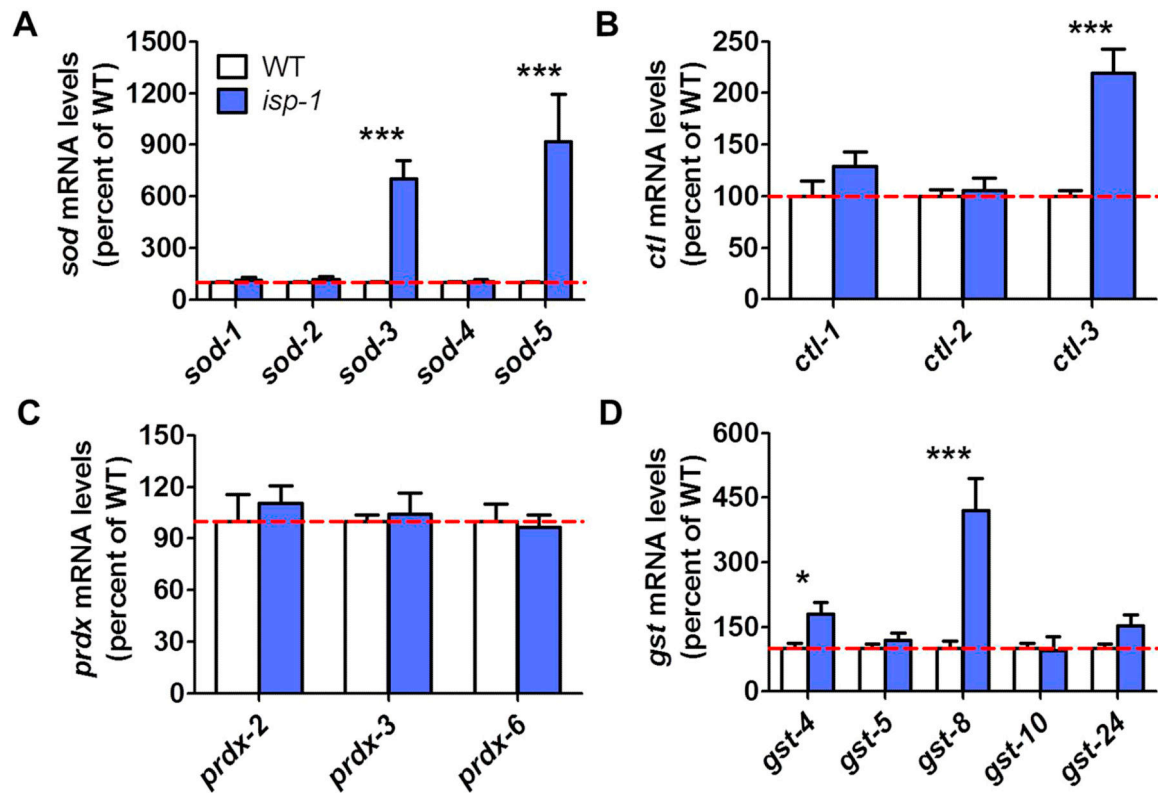 A
sod mRNA levels
(percent of WT)
1500
1200
900
600
300
0
WT
isp-1
***
***
sod-1
sod-2
sod-3
sod-4
sod-5
B
ctl mRNA levels
(percent of WT)
250
200
150
100
50
0
***
ctl-1
ctl-2
ctl-3
C
prdx mRNA levels
(percent of WT)
150
120
90
60
30
0
prdx-2
prdx-3
prdx-6
D
gst mRNA levels
(percent of WT)
600
450
300
150
0
*
***
gst-4
gst-5
gst-8
gst-10
gst-24